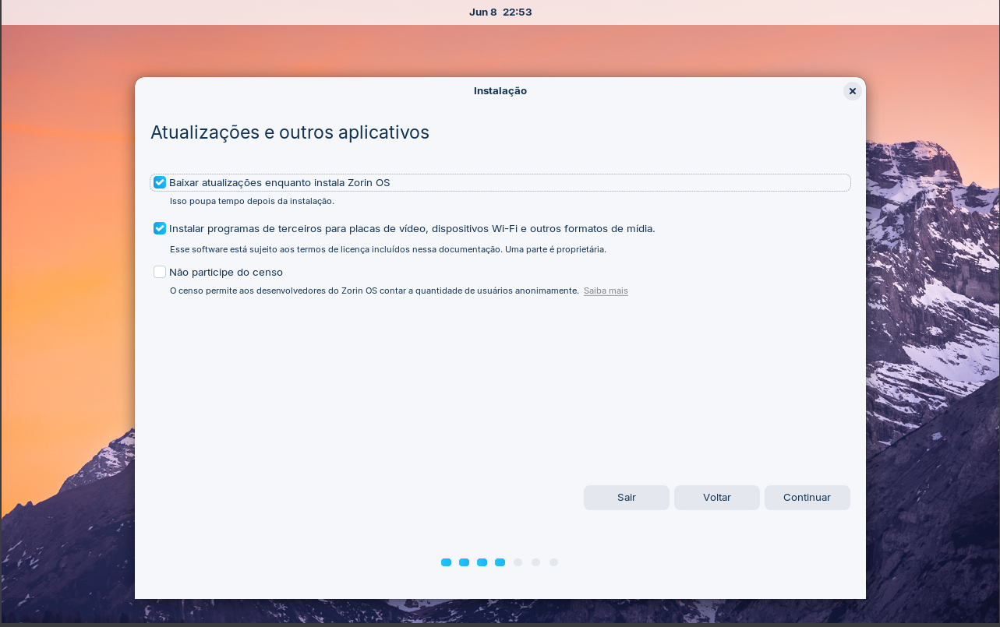 Jun 8 22:53
Instalação
Atualizações e outros aplicativos
Baixar atualizações enquanto instala Zorin OS
Isso poupa tempo depois da instalação.
Instalar programas de terceiros para placas de vídeo, dispositivos Wi-Fi e outros formatos de mídia.
Esse software está sujeito aos termos de licença incluídos nessa documentação. Uma parte é proprietária.
Não participe do censo
O censo permite aos desenvolvedores do Zorin OS contar a quantidade de usuários anonimamente. Saiba mais
Sair Voltar Continuar